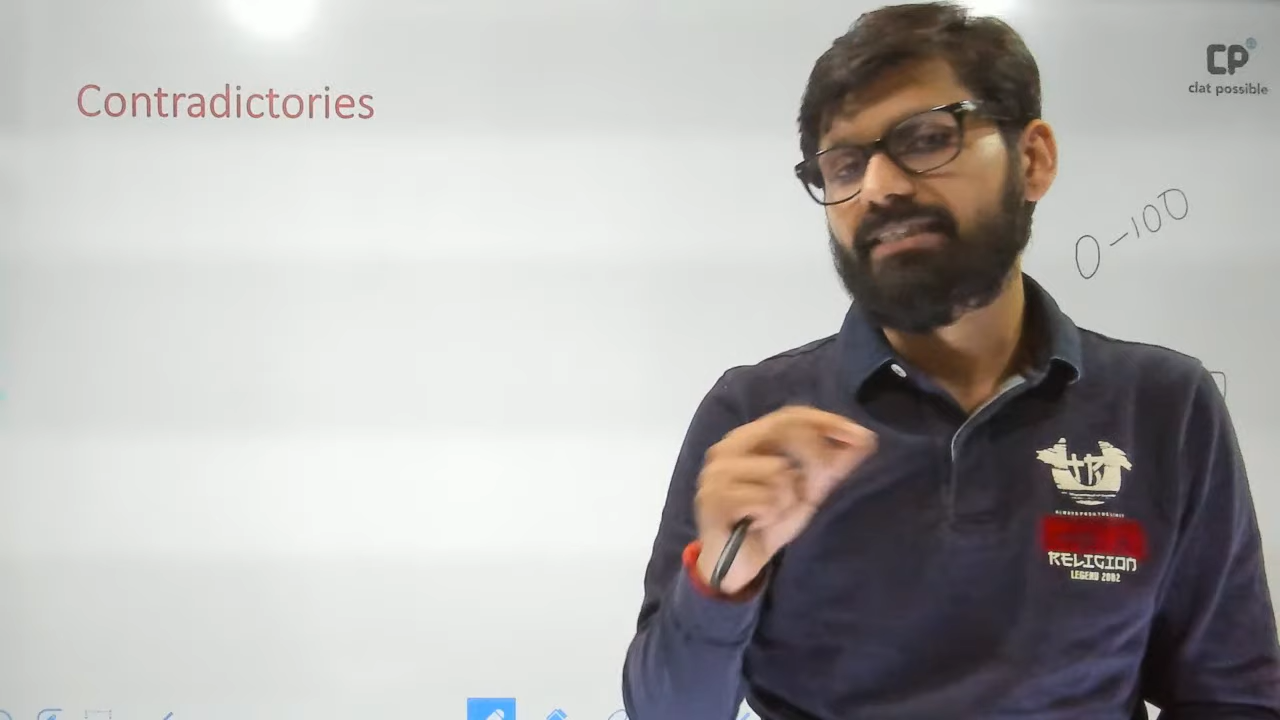 Contradictories
CP
clat possible
0-100
RELIGION
LEGEND 2002